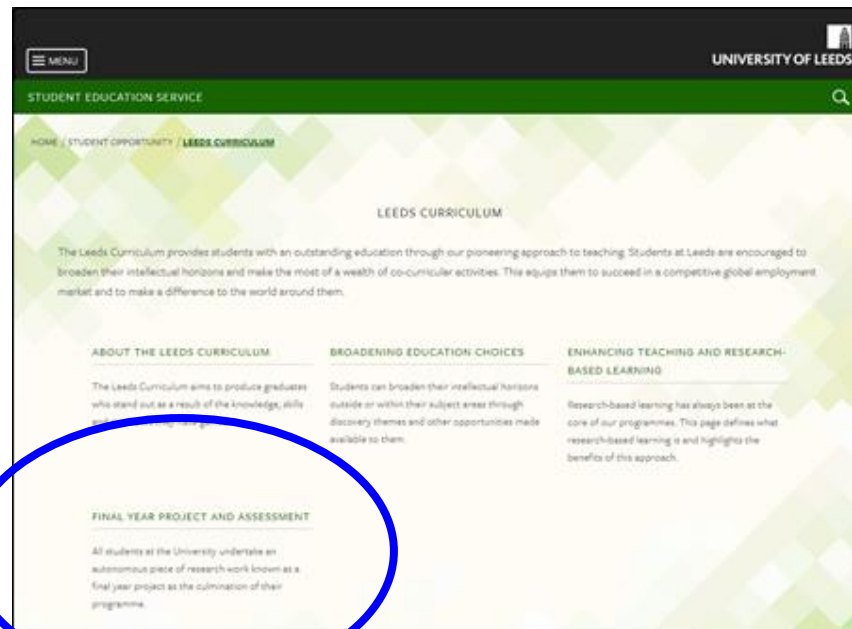 MENU
UNIVERSITY OF LEEDS
STUDENT EDUCATION SERVICE
HOME / STUDENT OPPORTUNITY / LEEDS CURRICULUM
LEEDS CURRICULUM
The Leeds Curriculum provides students with an outstanding education through our pioneering approach to teaching. Students at Leeds are encouraged to
broaden their intellectual horizons and make the most of a wealth of co-curricular activities. This equips them to succeed in a competitive global employment
market and to make a difference to the world around them.
ABOUT THE LEEDS CURRICULUM
The Leeds Curriculum aims to produce graduates
who stand out as a result of the knowledge, skills
and
BROADENING EDUCATION CHOICES
Students can broaden their intellectual horizons
outside or within their subject areas through
discovery themes and other opportunities made
available to them.
ENHANCING TEACHING AND RESEARCH-
BASED LEARNING
Research-based learning has always been at the
core of our programmes. This page defines what
research-based learning is and highlights the
benefits of this approach.
FINAL YEAR PROJECT AND ASSESSMENT
All students at the University undertake an
autonomous piece of research work known as a
final year project as the culmination of their
programme.